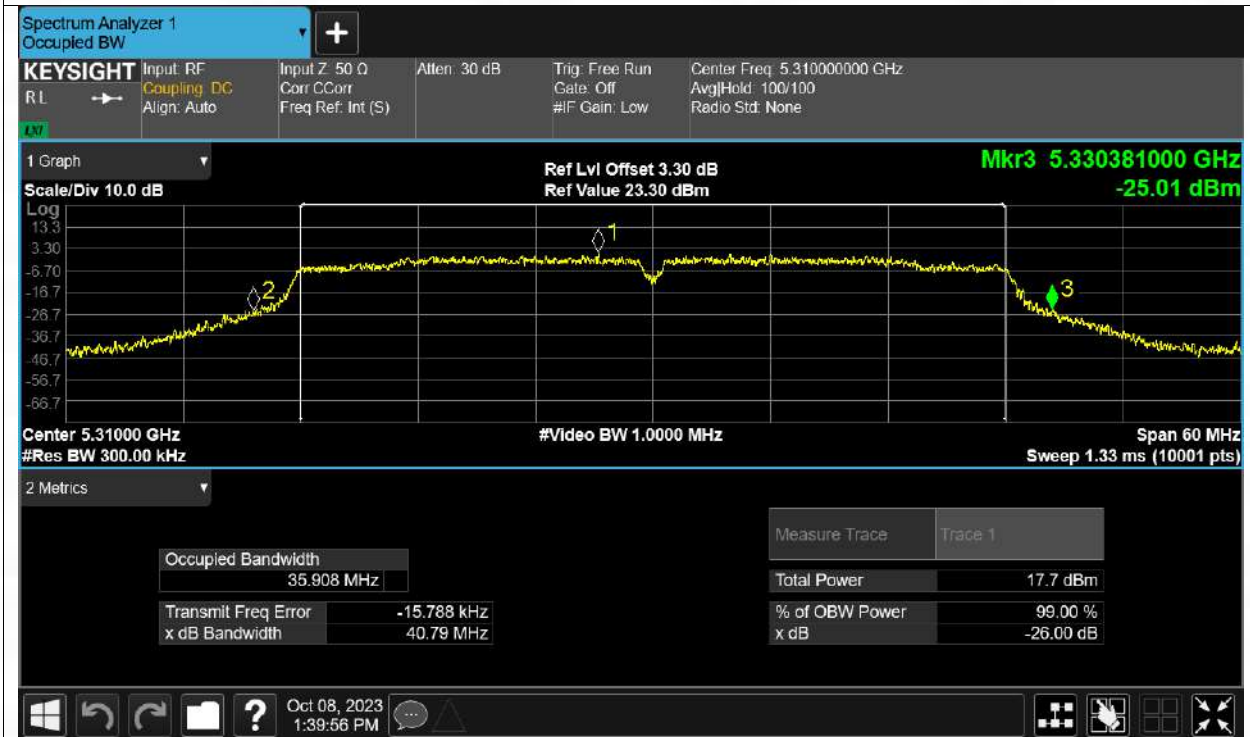 Spectrum Analyzer 1
Occupied BW
+
KEYSIGHT
RL
LXI
Input: RF
Coupling: DC
Align: Auto
Input Z: 50 Ω
Corr CCorr
Freq Ref: Int (S)
Atten: 30 dB
Trig: Free Run
Gate: Off
#IF Gain: Low
Center Freq: 5.310000000 GHz
Avg|Hold: 100/100
Radio Std: None
1 Graph
Scale/Div 10.0 dB
Ref Lvl Offset 3.30 dB
Ref Value 23.30 dBm
Mkr3 5.330381000 GHz
-25.01 dBm
Log
13.3
3.30
-6.70
-16.7
-26.7
-36.7
-46.7
-56.7
-66.7
1
2
3
Center 5.31000 GHz
#Res BW 300.00 kHz
#Video BW 1.0000 MHz
Span 60 MHz
Sweep 1.33 ms (10001 pts)
2 Metrics
Measure Trace Trace 1
Occupied Bandwidth
35.908 MHz
Total Power 17.7 dBm
Transmit Freq Error -15.788 kHz
% of OBW Power 99.00 %
x dB Bandwidth 40.79 MHz
x dB -26.00 dB
?
Oct 08, 2023
1:39:56 PM